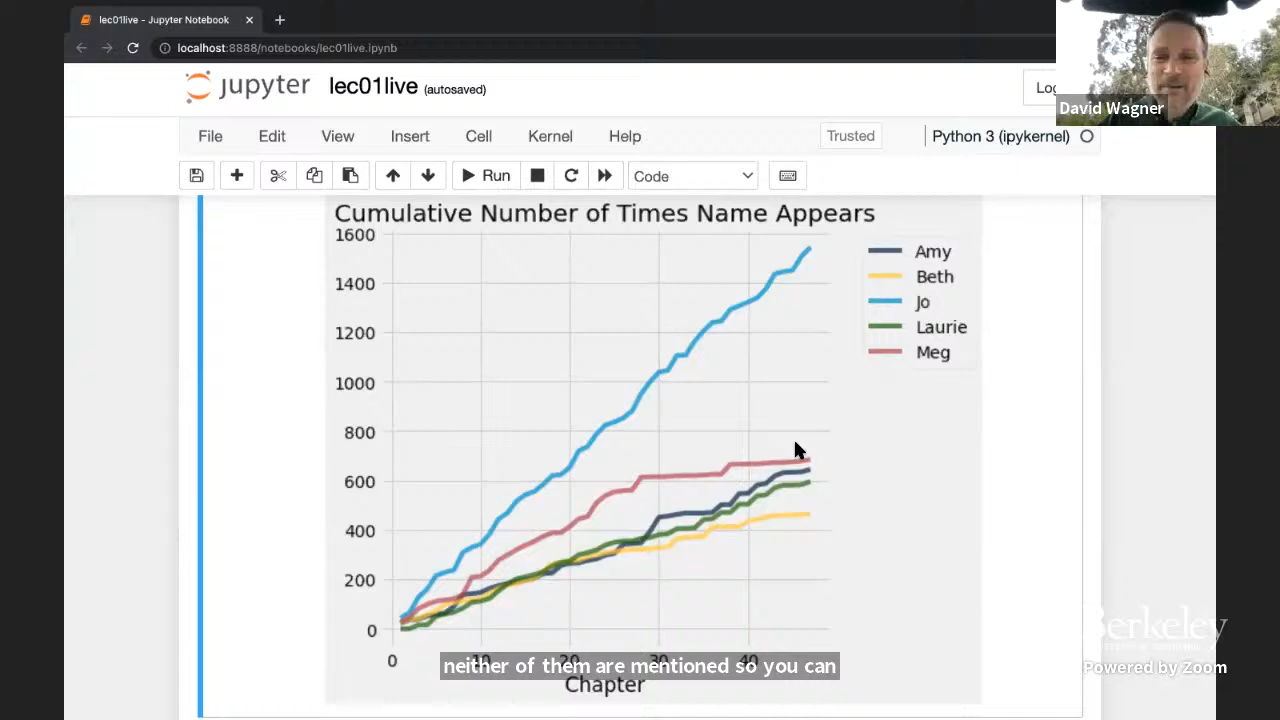 lec01live - Jupyter Notebook
localhost:8888/notebooks/lec01live.ipynb
jupyter lec01live (autosaved)
Log
David Wagner
File Edit View Insert Cell Kernel Help Trusted Python 3 (ipykernel)
Run Code
Cumulative Number of Times Name Appears
1600
1400
1200
1000
800
600
400
200
0
Amy
Beth
Jo
Laurie
Meg
0 10 20 30 40
neither of them are mentioned so you can
Chapter
Berkeley
Powered by Zoom